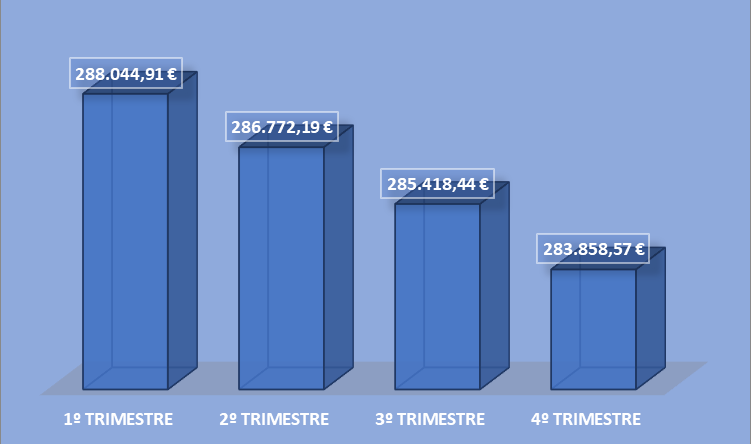 288.044,91 €
286.772,19 €
285.418,44 €
283.858,57 €
1º TRIMESTRE 2º TRIMESTRE 3º TRIMESTRE 4º TRIMESTRE